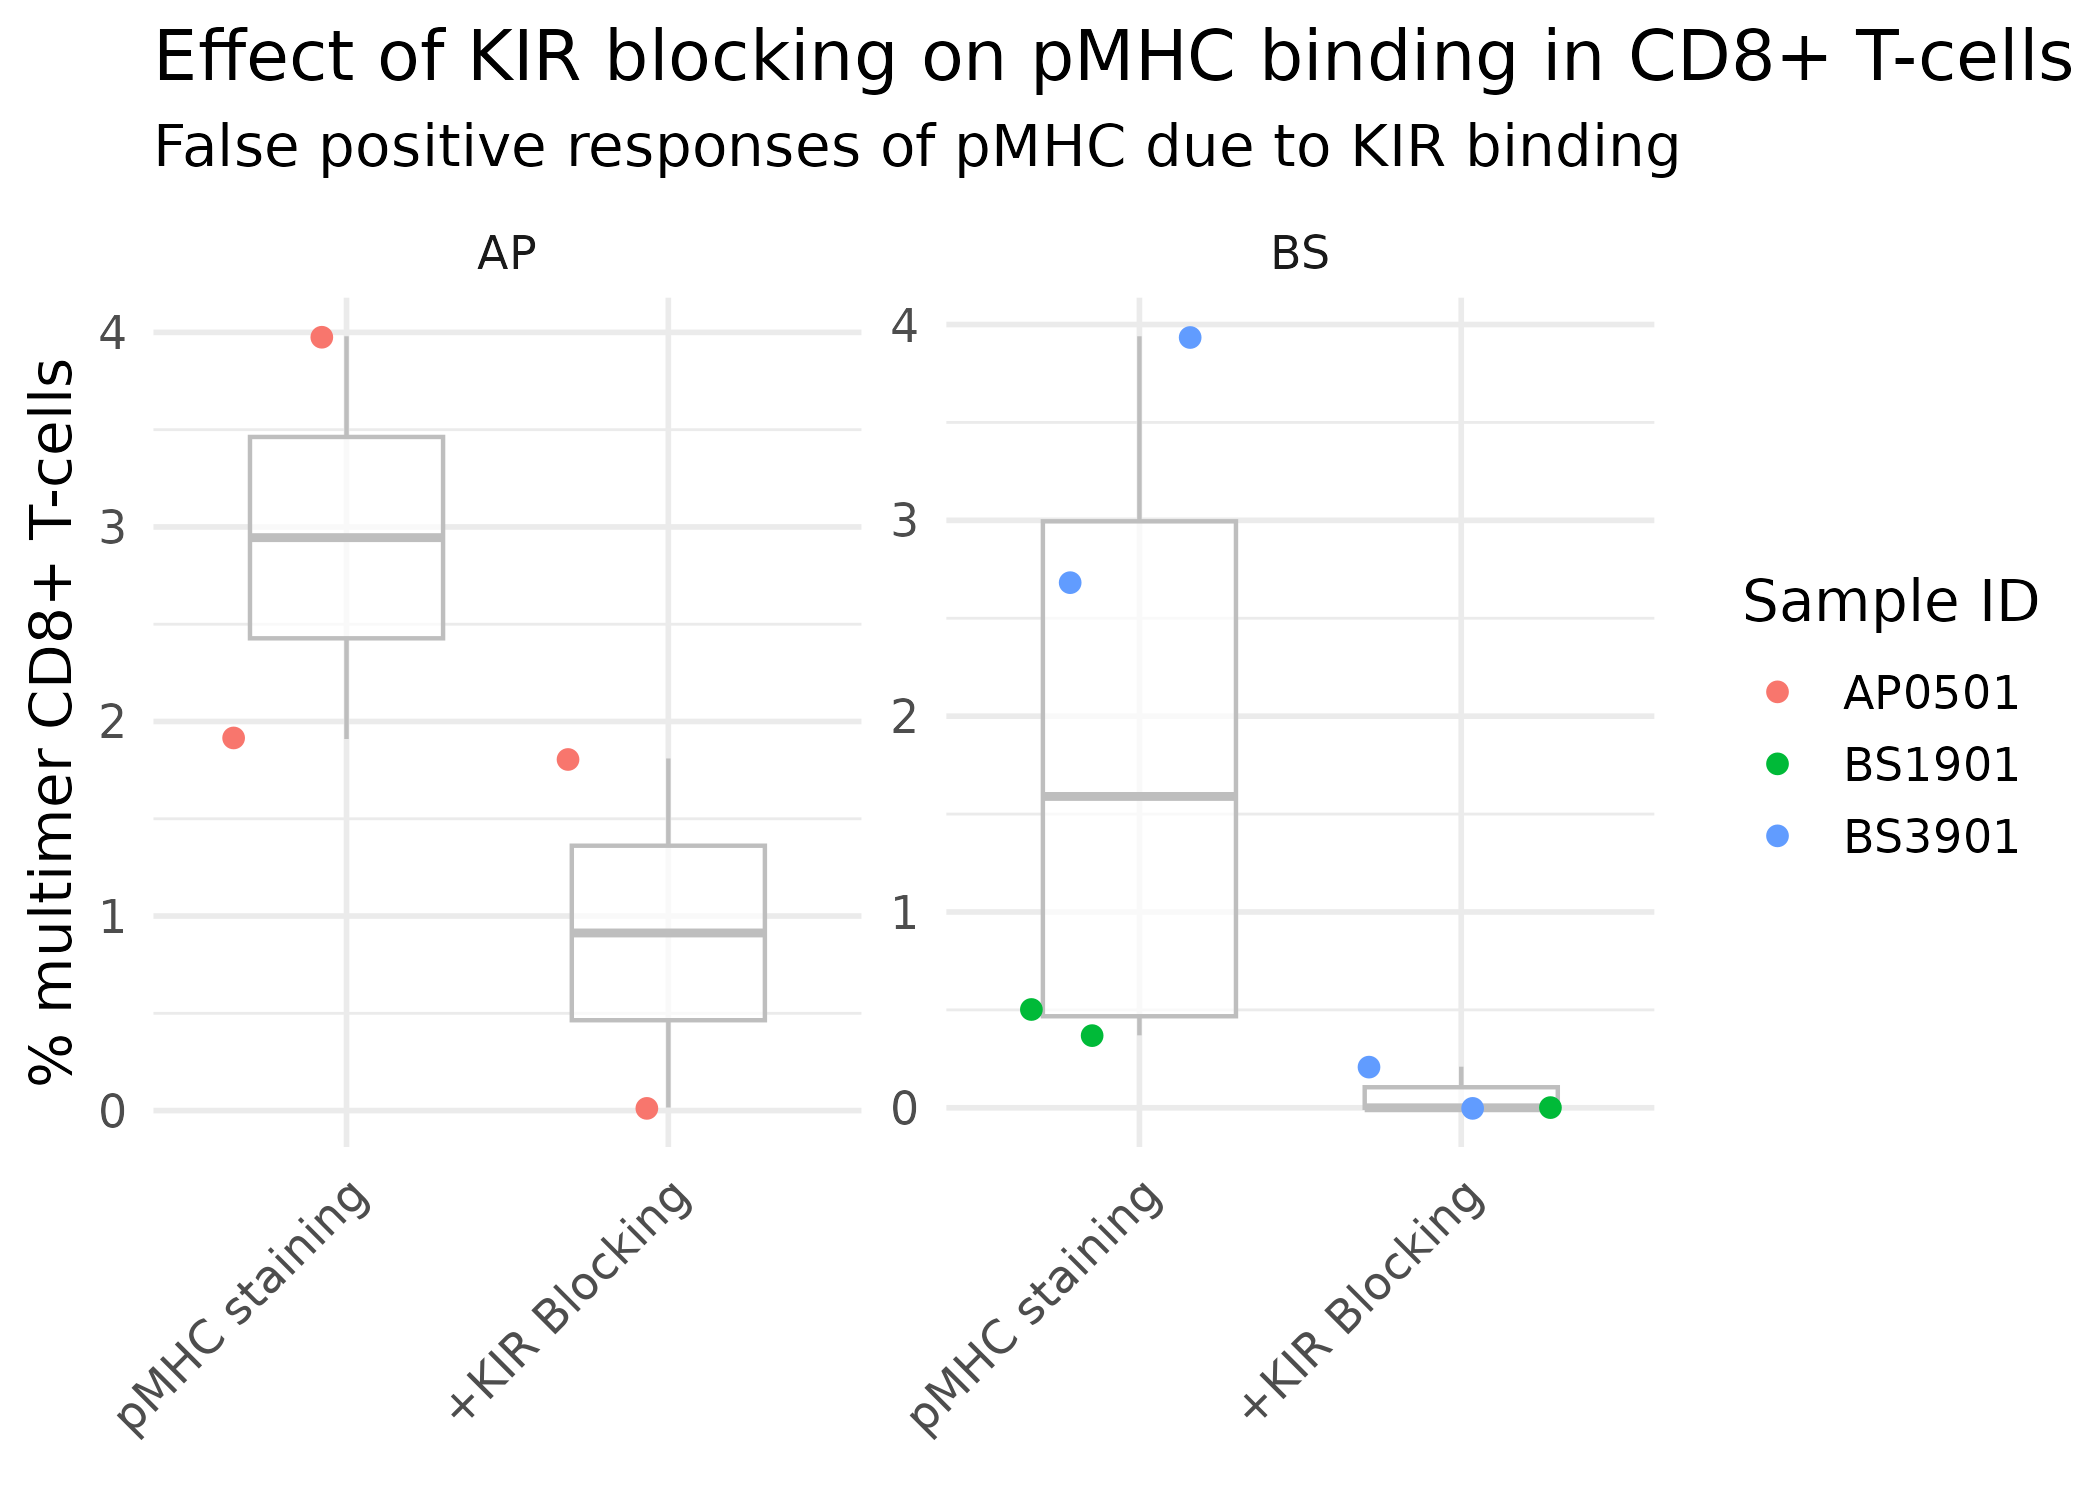 Effect of KIR blocking on pMHC binding in CD8+ T-cells
False positive responses of pMHC due to KIR binding
AP
BS
% multimer CD8+ T-cells
4
3
2
1
0
4
3
2
1
0
pMHC staining
+KIR Blocking
pMHC staining
+KIR Blocking
Sample ID
AP0501
BS1901
BS3901